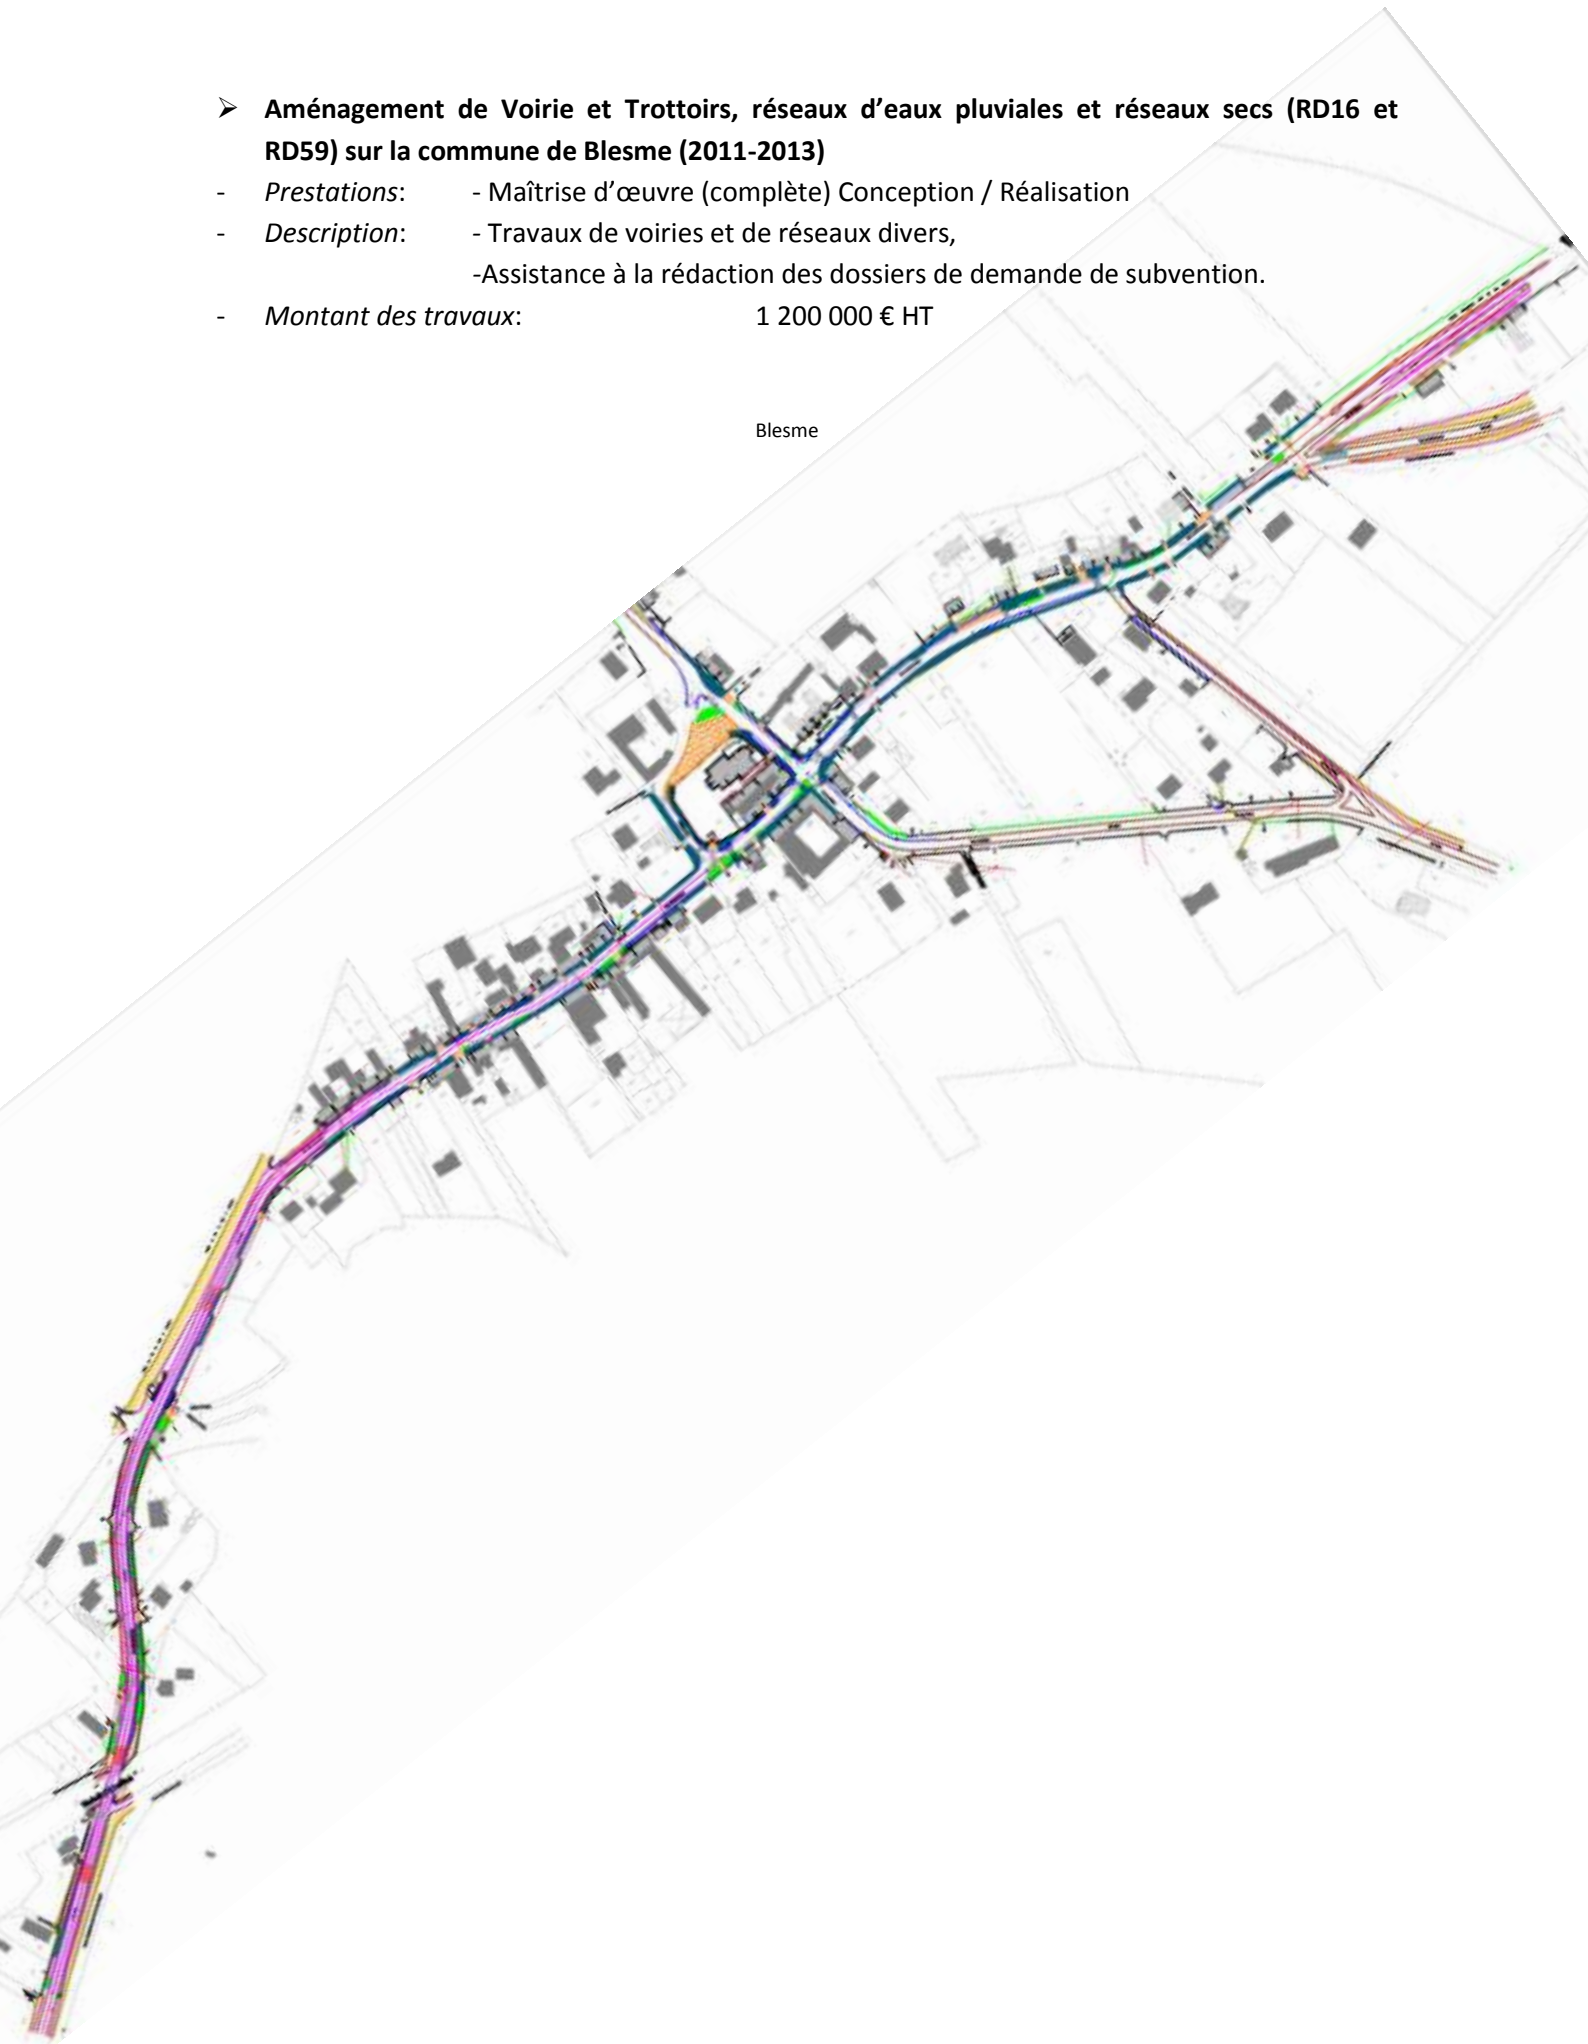 ➢ Aménagement de Voirie et Trottoirs, réseaux d'eaux pluviales et réseaux secs (RD16 et
RD59) sur la commune de Blesme (2011-2013)
- Prestations: - Maîtrise d'œuvre (complète) Conception / Réalisation
- Description: - Travaux de voiries et de réseaux divers,
-Assistance à la rédaction des dossiers de demande de subvention.
- Montant des travaux: 1 200 000 € HT
Blesme